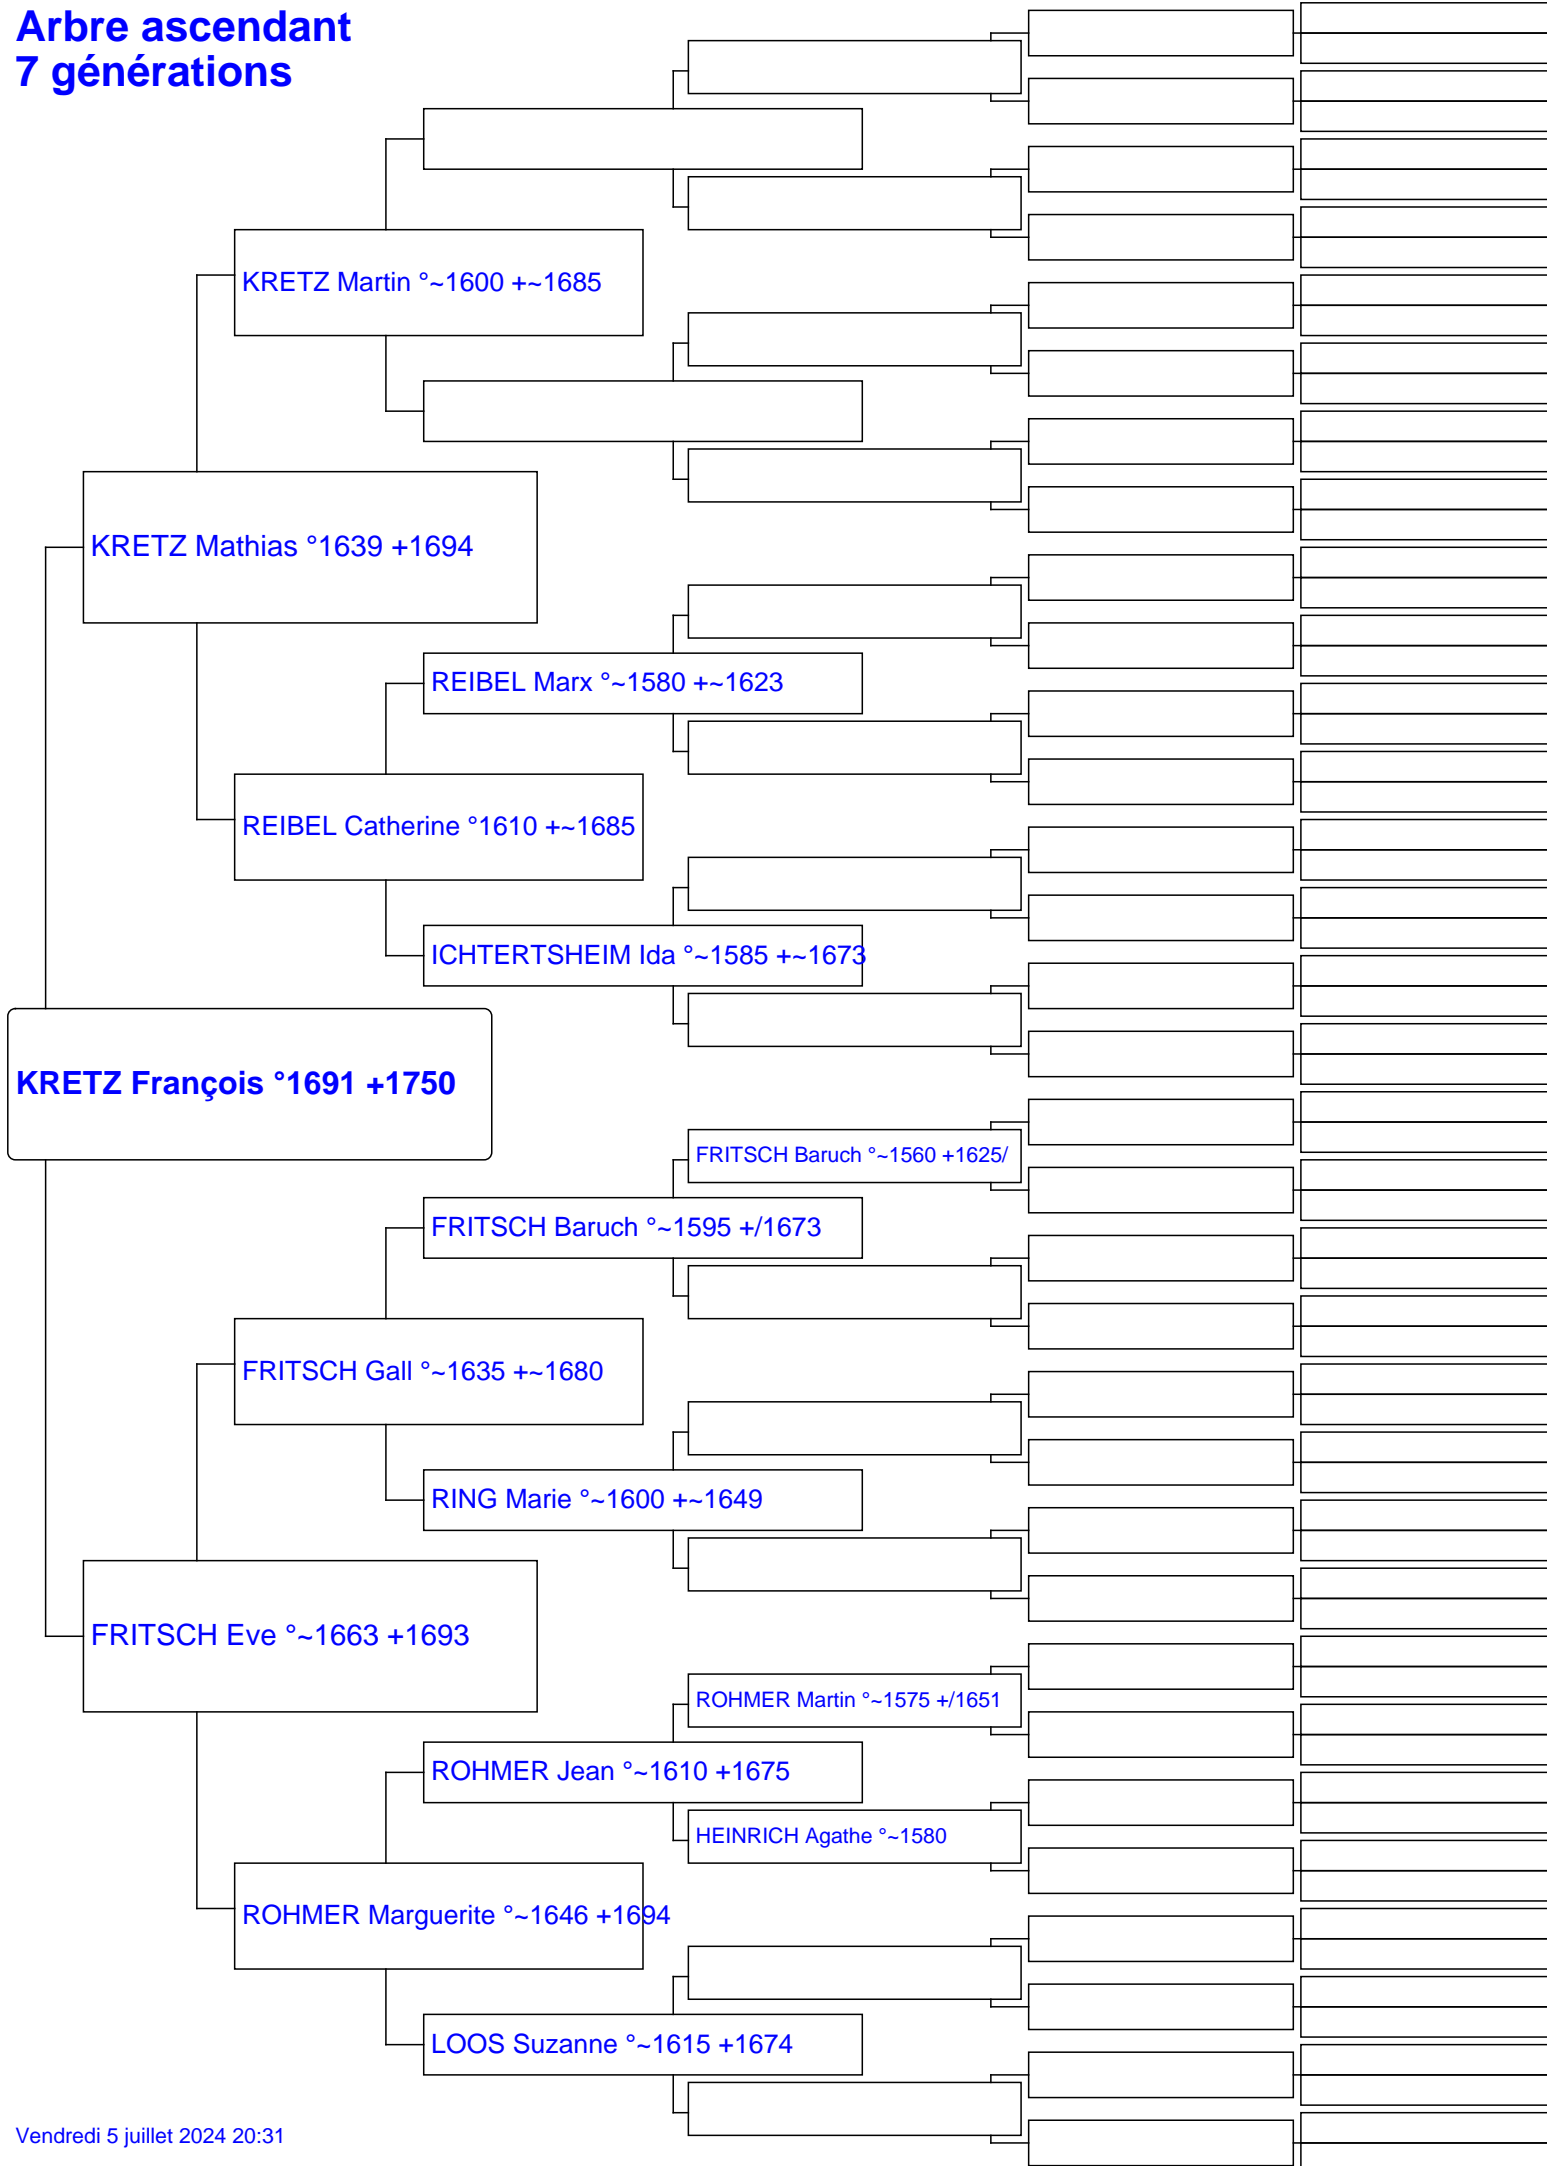 Arbre ascendant
7 générations
KRETZ Martin °~1600 +~1685
KRETZ Mathias °1639 +1694
REIBEL Marx °~1580 +~1623
REIBEL Catherine °1610 +~1685
ICHTERTSHEIM Ida °~1585 +~1673
KRETZ François °1691 +1750
FRITSCH Baruch °~1560 +1625/
FRITSCH Baruch °~1595 +/1673
FRITSCH Gall °~1635 +~1680
RING Marie °~1600 +~1649
FRITSCH Eve °~1663 +1693
ROHMER Martin °~1575 +/1651
ROHMER Jean °~1610 +1675
HEINRICH Agathe °~1580
ROHMER Marguerite °~1646 +1694
LOOS Suzanne °~1615 +1674
Vendredi 5 juillet 2024 20:31